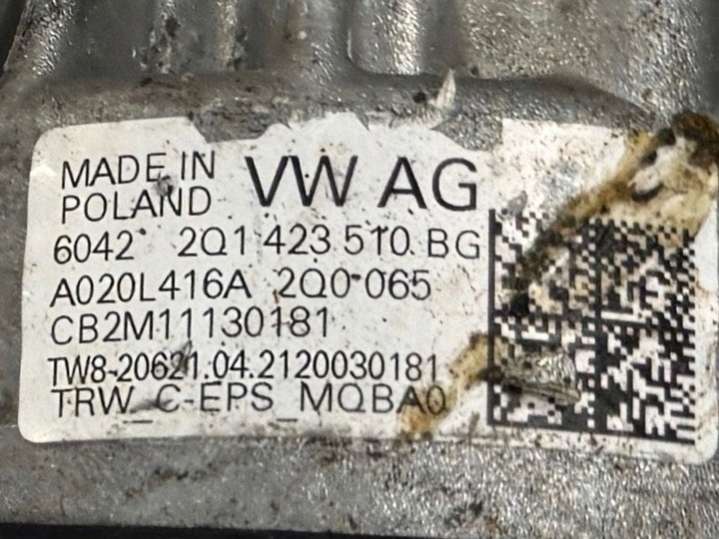 MADE IN VW AG
POLAND
6042 2Q1 423 510 BG
A020L416A 2Q0-065
CB2M11130181
TW8-20621.04.2120030181
TRW_C-EPS_MQBA0